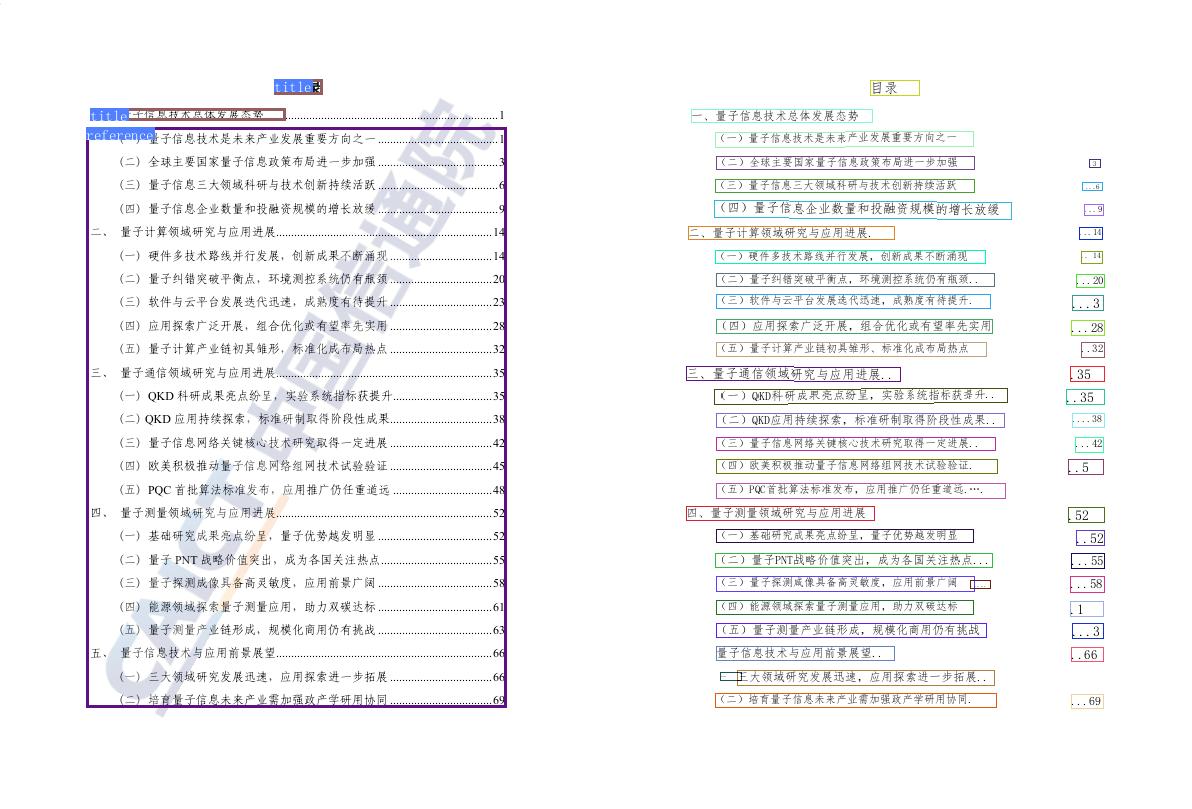 title录
title子信息技术总体发展态势 1
reference 量子信息技术是未来产业发展重要方向之一 1
（二）全球主要国家量子信息政策布局进一步加强 3
（三）量子信息三大领域科研与技术创新持续活跃 6
（四）量子信息企业数量和投融资规模的增长放缓 9
二、 量子计算领域研究与应用进展 14
（一）硬件多技术路线并行发展，创新成果不断涌现 14
（二）量子纠错突破平衡点，环境测控系统仍有瓶颈 20
（三）软件与云平台发展迭代迅速，成熟度有待提升 23
（四）应用探索广泛开展，组合优化或有望率先实用 28
（五）量子计算产业链初具雏形，标准化成布局热点 32
三、 量子通信领域研究与应用进展 35
（一）QKD 科研成果亮点纷呈，实验系统指标获提升 35
（二）QKD 应用持续探索，标准研制取得阶段性成果 38
（三）量子信息网络关键核心技术研究取得一定进展 42
（四）欧美积极推动量子信息网络组网技术试验验证 45
（五）PQC 首批算法标准发布，应用推广仍任重道远 48
四、 量子测量领域研究与应用进展 52
（一）基础研究成果亮点纷呈，量子优势越发明显 52
（二）量子 PNT 战略价值突出，成为各国关注热点 55
（三）量子探测成像具备高灵敏度，应用前景广阔 58
（四）能源领域探索量子测量应用，助力双碳达标 61
（五）量子测量产业链形成，规模化商用仍有挑战 63
五、 量子信息技术与应用前景展望 66
（一）三大领域研究发展迅速，应用探索进一步拓展 66
（二）培育量子信息未来产业需加强政产学研用协同 69
CAICT 中国信通院
目录
一、量子信息技术总体发展态势
（一）量子信息技术是未来产业发展重要方向之一
（二）全球主要国家量子信息政策布局进一步加强 3
（三）量子信息三大领域科研与技术创新持续活跃 ...6
（四）量子信息企业数量和投融资规模的增长放缓 ..9
二、量子计算领域研究与应用进展. ..14
（一）硬件多技术路线并行发展，创新成果不断涌现 . 14
（二）量子纠错突破平衡点，环境测控系统仍有瓶颈.. ...20
（三）软件与云平台发展迭代迅速，成熟度有待提升. ...3
（四）应用探索广泛开展，组合优化或有望率先实用 ...28
（五）量子计算产业链初具雏形、标准化成布局热点 ..32
三、量子通信领域研究与应用进展.. .35
（一）QKD科研成果亮点纷呈，实验系统指标获提升.. ..35
（二）QKD应用持续探索，标准研制取得阶段性成果.. ....38
（三）量子信息网络关键核心技术研究取得一定进展.. ...42
（四）欧美积极推动量子信息网络组网技术试验验证. ..5
（五）PQC首批算法标准发布，应用推广仍任重道远.….
四、量子测量领域研究与应用进展 .52
（一）基础研究成果亮点纷呈，量子优势越发明显 ..52
（二）量子PNT战略价值突出，成为各国关注热点... ...55
（三）量子探测成像具备高灵敏度，应用前景广阔 ...58
（四）能源领域探索量子测量应用，助力双碳达标 .1
（五）量子测量产业链形成，规模化商用仍有挑战 ...3
量子信息技术与应用前景展望.. ..66
三大领域研究发展迅速，应用探索进一步拓展..
（二）培育量子信息未来产业需加强政产学研用协同. ...69